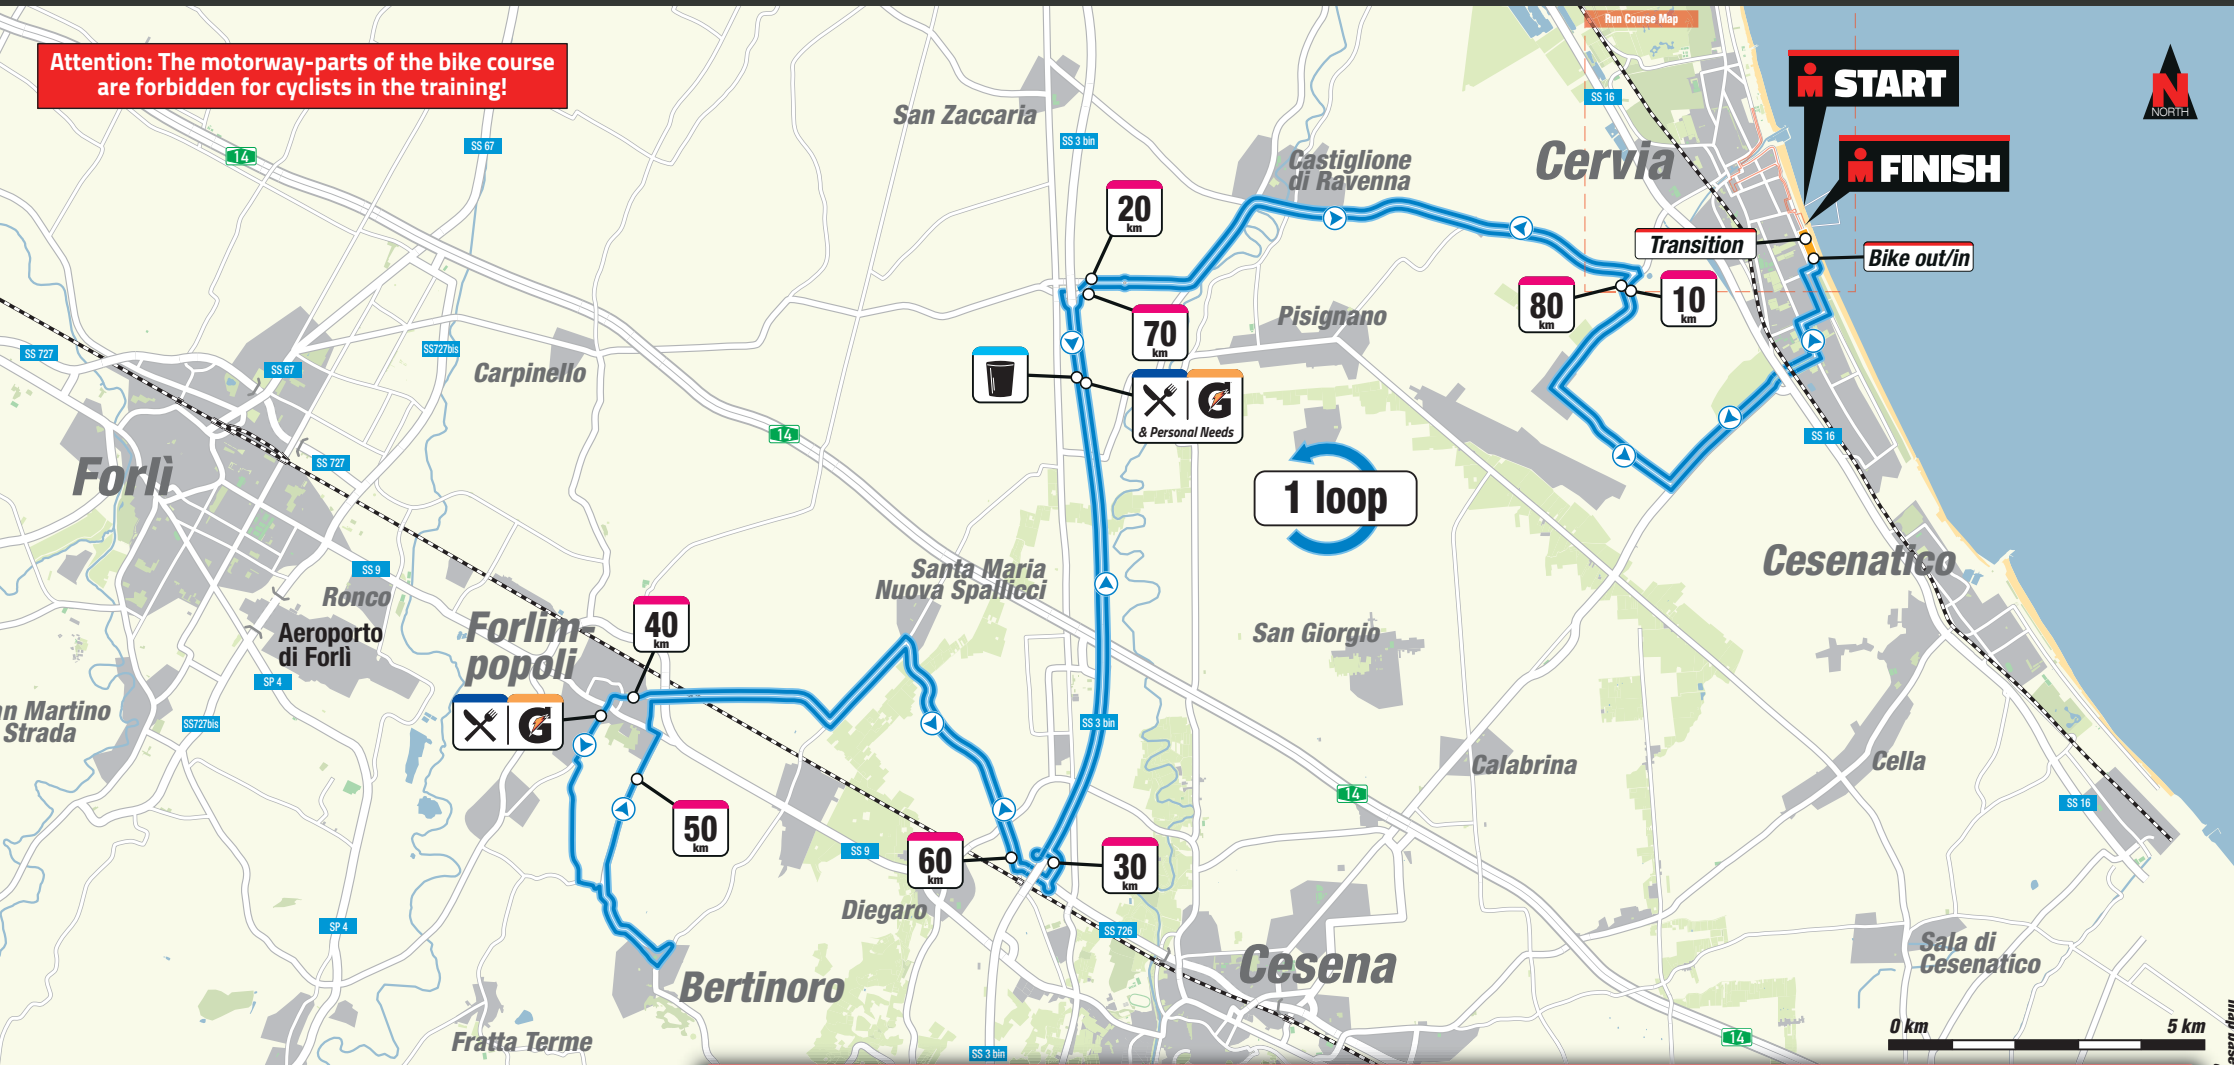 Run Course Map
Attention: The motorway-parts of the bike course
are forbidden for cyclists in the training!
START
FINISH
N
NORTH
SS 16
14
SS 67
San Zaccaria
SS 3 bin
Castiglione
di Ravenna
Cervia
20
km
Transition
Bike out/in
80
km
10
km
Pisignano
70
km
SS 727
SS 67
SS727bis
Carpinello
& Personal Needs
14
SS 16
Forlì
SS 727
1 loop
Cesenatico
SS 9
Ronco
Santa Maria
Nuova Spallicci
Aeroporto
di Forlì
Forlim-
popoli
40
km
San Giorgio
SP 4
n Martino
Strada
SS727bis
SS 3 bin
Calabrina
Cella
14
SS 16
50
km
SS 9
60
km
30
km
Diegaro
SP 4
SS 726
Cesena
Sala di
Cesenatico
Bertinoro
Fratta Terme
SS 3 bin
14
0 km
5 km